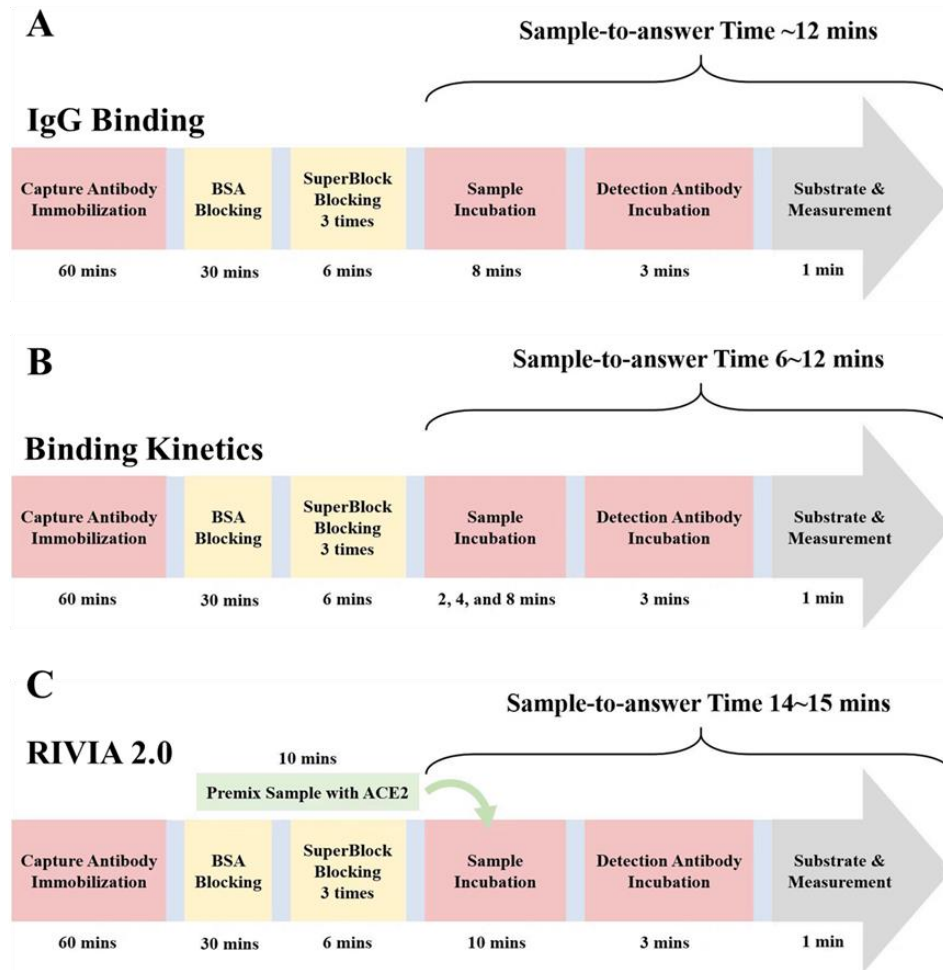 A
Sample-to-answer Time ~12 mins
IgG Binding
Capture Antibody
Immobilization
BSA
Blocking
SuperBlock
Blocking
3 times
Sample
Incubation
Detection Antibody
Incubation
Substrate &
Measurement
60 mins
30 mins
6 mins
8 mins
3 mins
1 min
B
Sample-to-answer Time 6~12 mins
Binding Kinetics
Capture Antibody
Immobilization
BSA
Blocking
SuperBlock
Blocking
3 times
Sample
Incubation
Detection Antibody
Incubation
Substrate &
Measurement
60 mins
30 mins
6 mins
2, 4, and 8 mins
3 mins
1 min
C
Sample-to-answer Time 14~15 mins
RIVIA 2.0
10 mins
Premix Sample with ACE2
Capture Antibody
Immobilization
BSA
Blocking
SuperBlock
Blocking
3 times
Sample
Incubation
Detection Antibody
Incubation
Substrate &
Measurement
60 mins
30 mins
6 mins
10 mins
3 mins
1 min